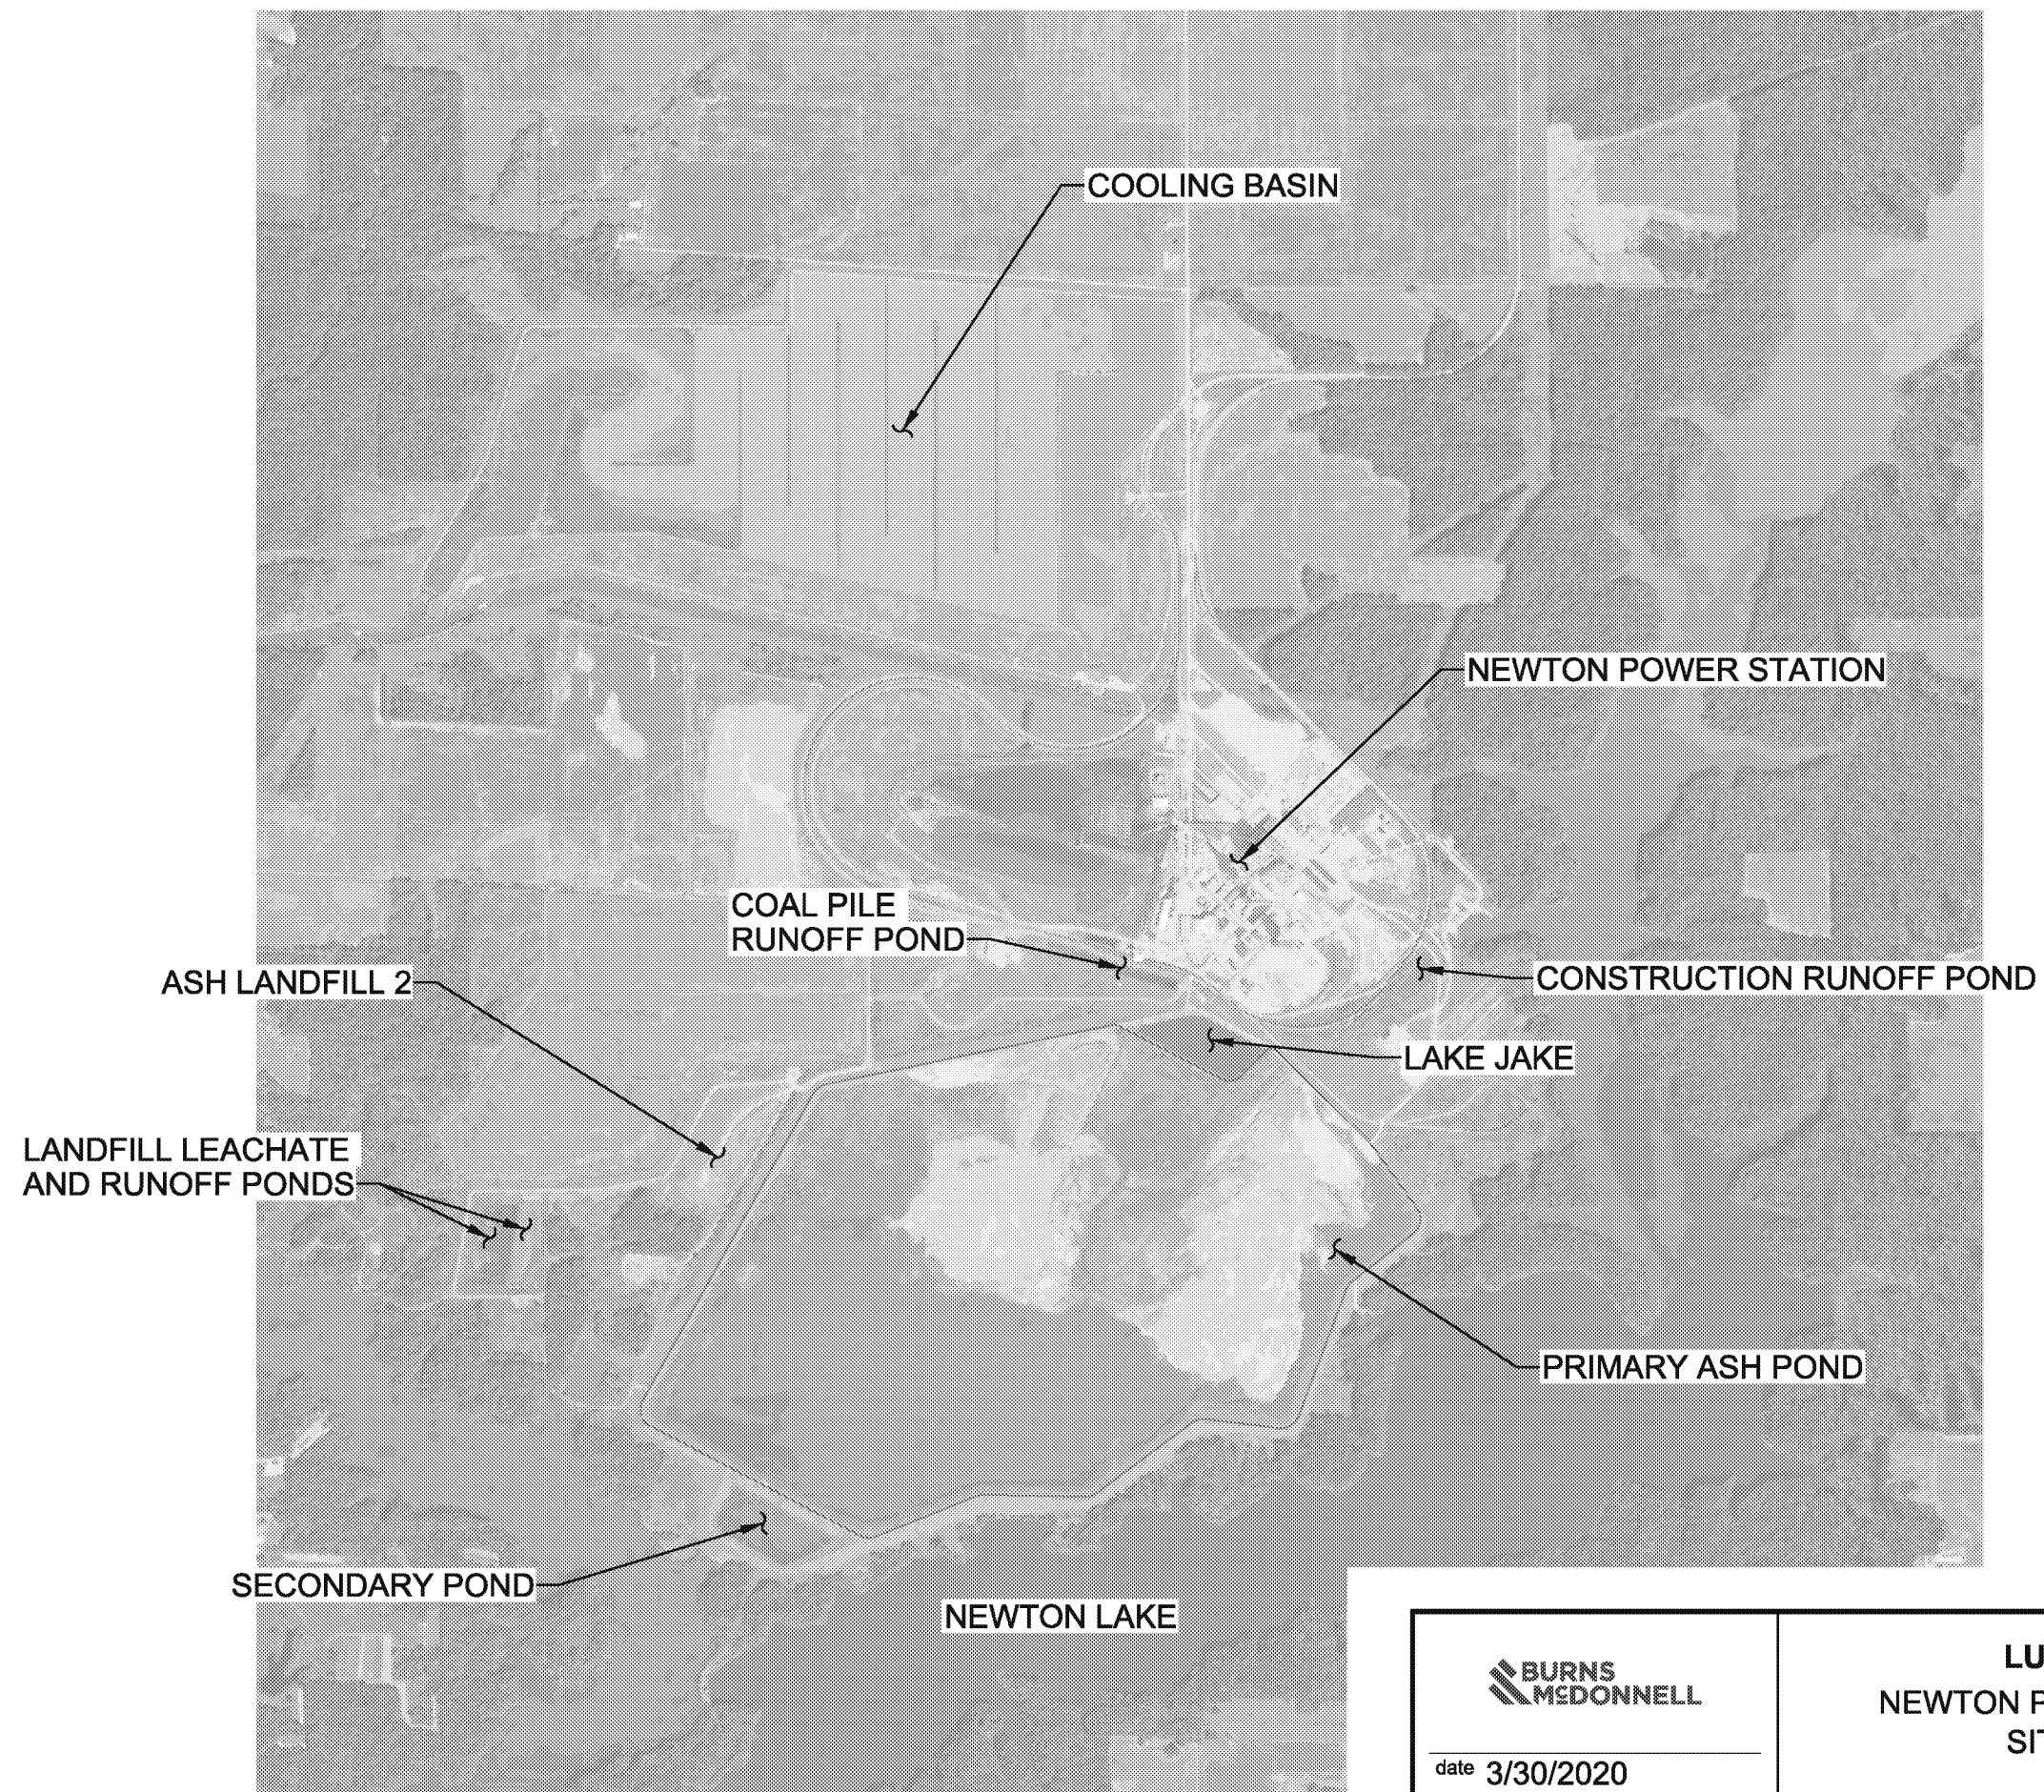 COOLING BASIN
NEWTON POWER STATION
COAL PILE
RUNOFF POND
ASH LANDFILL 2
CONSTRUCTION RUNOFF POND
LAKE JAKE
LANDFILL LEACHATE
AND RUNOFF PONDS
PRIMARY ASH POND
SECONDARY POND
NEWTON LAKE
BURNS
MCDONNELL
date 3/30/2020
LU
NEWTON P
SIT